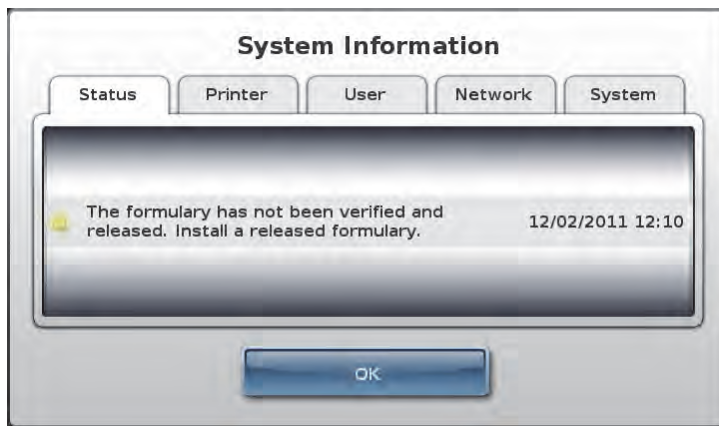 System Information
Status Printer User Network System
The formulary has not been verified and
released. Install a released formulary.
12/02/2011 12:10
OK